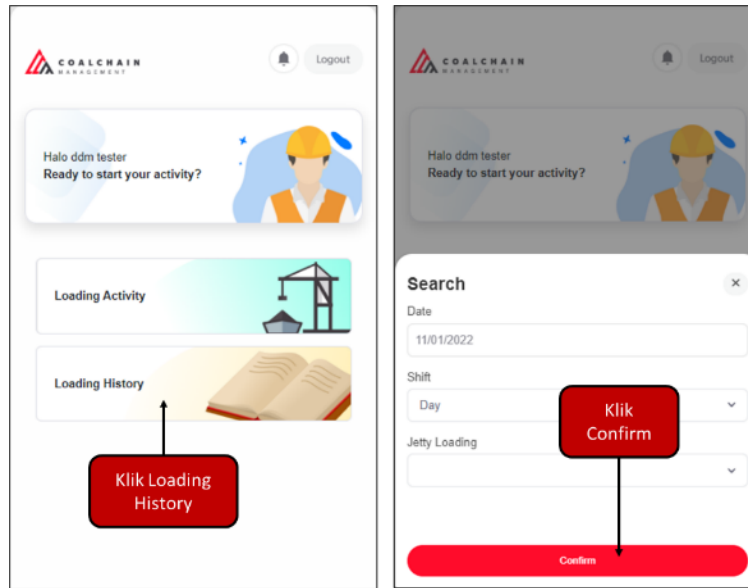 COALCHAIN
MANAGEMENT
Logout
Halo ddm tester
Ready to start your activity?
Loading Activity
Loading History
Klik Loading
History
COALCHAIN
MANAGEMENT
Logout
Halo ddm tester
Ready to start your activity?
Search
Date
11/01/2022
Shift
Day
Klik
Confirm
Jetty Loading
Confirm